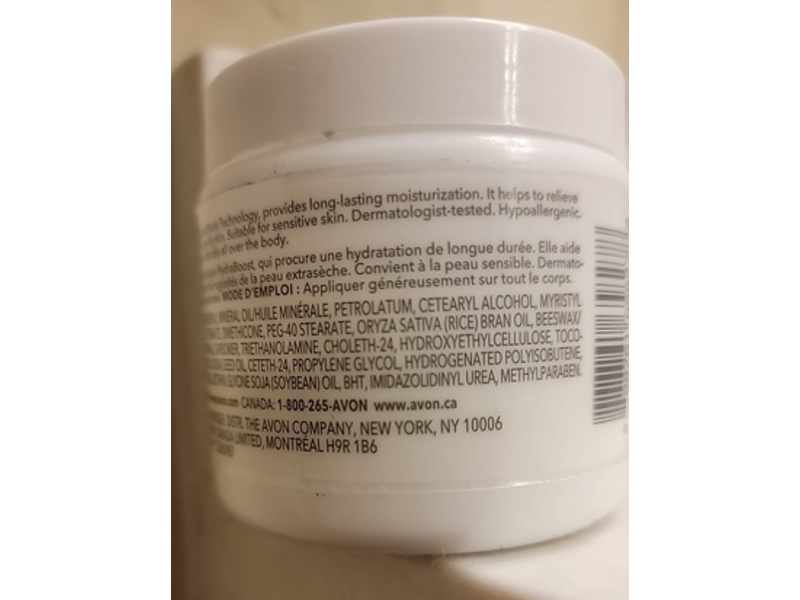 Technology, provides long-lasting moisturization. It helps to relieve
skin. Suitable for sensitive skin. Dermatologist-tested. Hypoallergenic.
all over the body.
HydraBoost, qui procure une hydratation de longue durée. Elle aide
de la peau extrasèche. Convient à la peau sensible. Dermato-
MODE D'EMPLOI : Appliquer généreusement sur tout le corps.
MINERAL OIL/HUILE MINÉRALE, PETROLATUM, CETEARYL ALCOHOL, MYRISTYL
DIMETHICONE, PEG-40 STEARATE, ORYZA SATIVA (RICE) BRAN OIL, BEESWAX/
CARBOMER, TRIETHANOLAMINE, CHOLETH-24, HYDROXYETHYLCELLULOSE, TOCO-
SEED OIL, CETETH-24, PROPYLENE GLYCOL, HYDROGENATED POLYISOBUTENE,
GLYCINE SOJA (SOYBEAN) OIL, BHT, IMIDAZOLIDINYL UREA, METHYLPARABEN.
CANADA: 1-800-265-AVON www.avon.ca
DISTR. THE AVON COMPANY, NEW YORK, NY 10006
LIMITED, MONTRÉAL H9R 1B6